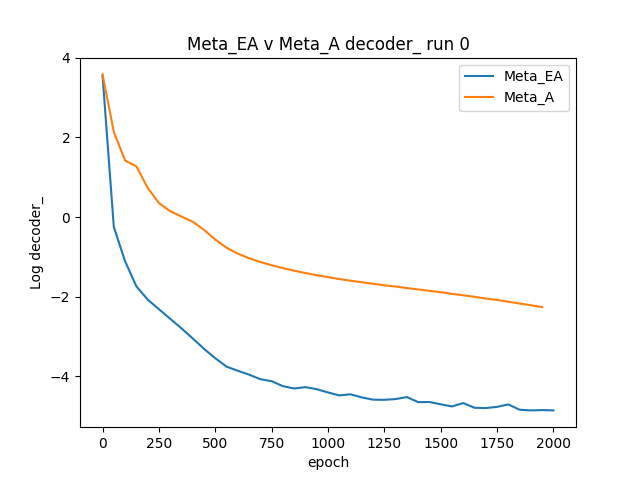 Meta_EA v Meta_A decoder_ run 0
Meta_EA
Meta_A
Log decoder_
4
2
0
−2
−4
0 250 500 750 1000 1250 1500 1750 2000
epoch